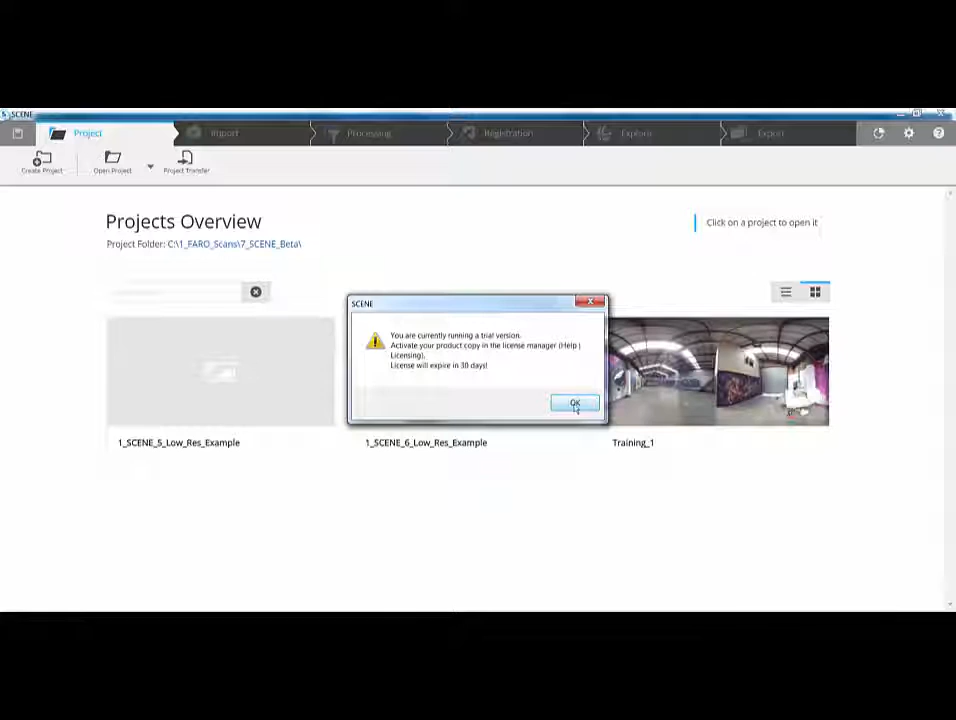 SCENE
Project
Import
Processing
Registration
Explore
Export
Create Project
Open Project
Project Transfer
Projects Overview
Click on a project to open it
Project Folder: C:\1_FARO_Scans\7_SCENE_Beta\
SCENE
You are currently running a trial version.
Activate your product copy in the license manager (Help |
Licensing).
License will expire in 30 days!
OK
1_SCENE_5_Low_Res_Example
1_SCENE_6_Low_Res_Example
Training_1